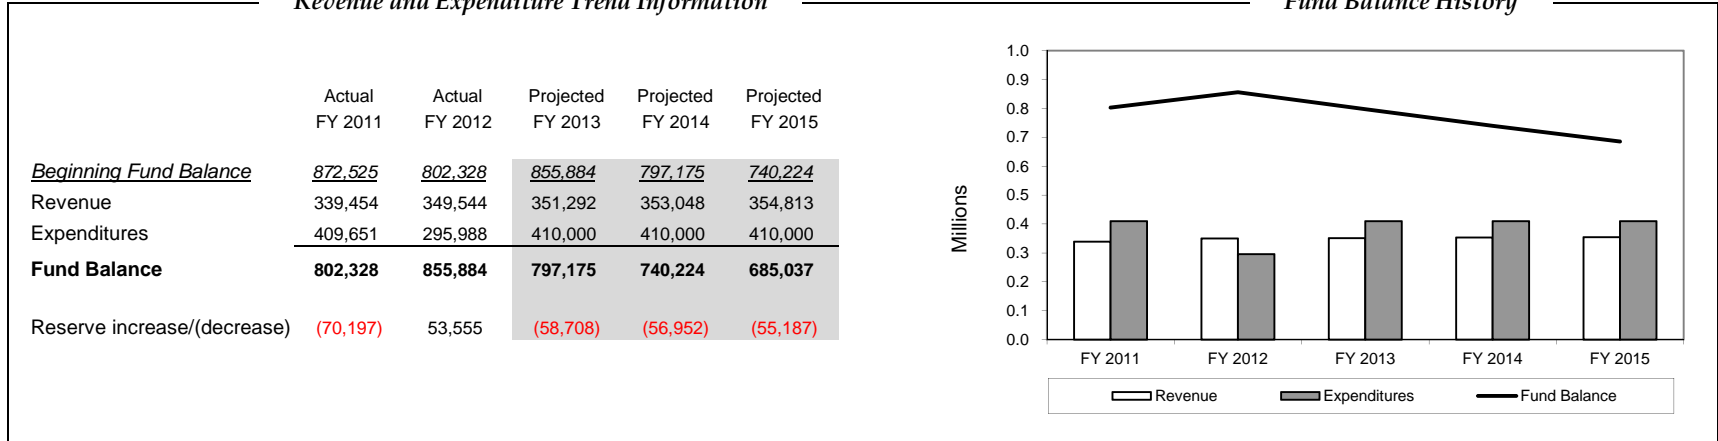 Revenue and Expenditure Trend Information
Fund Balance History
Actual Actual Projected Projected Projected
FY 2011 FY 2012 FY 2013 FY 2014 FY 2015
Beginning Fund Balance 872,525 802,328 855,884 797,175 740,224
Revenue 339,454 349,544 351,292 353,048 354,813
Expenditures 409,651 295,988 410,000 410,000 410,000
Fund Balance 802,328 855,884 797,175 740,224 685,037
Reserve increase/(decrease) (70,197) 53,555 (58,708) (56,952) (55,187)
1.0
0.9
0.8
0.7
0.6
0.5
0.4
0.3
0.2
0.1
0.0
Millions
FY 2011 FY 2012 FY 2013 FY 2014 FY 2015
Revenue Expenditures Fund Balance